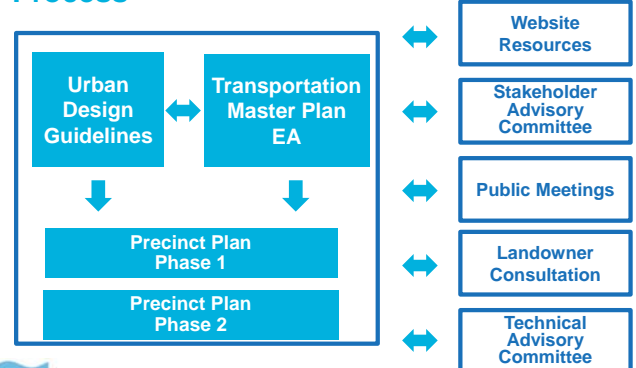 Process
Urban
Design
Guidelines
Transportation
Master Plan
EA
Precinct Plan
Phase 1
Precinct Plan
Phase 2
Website
Resources
Stakeholder
Advisory
Committee
Public Meetings
Landowner
Consultation
Technical
Advisory
Committee